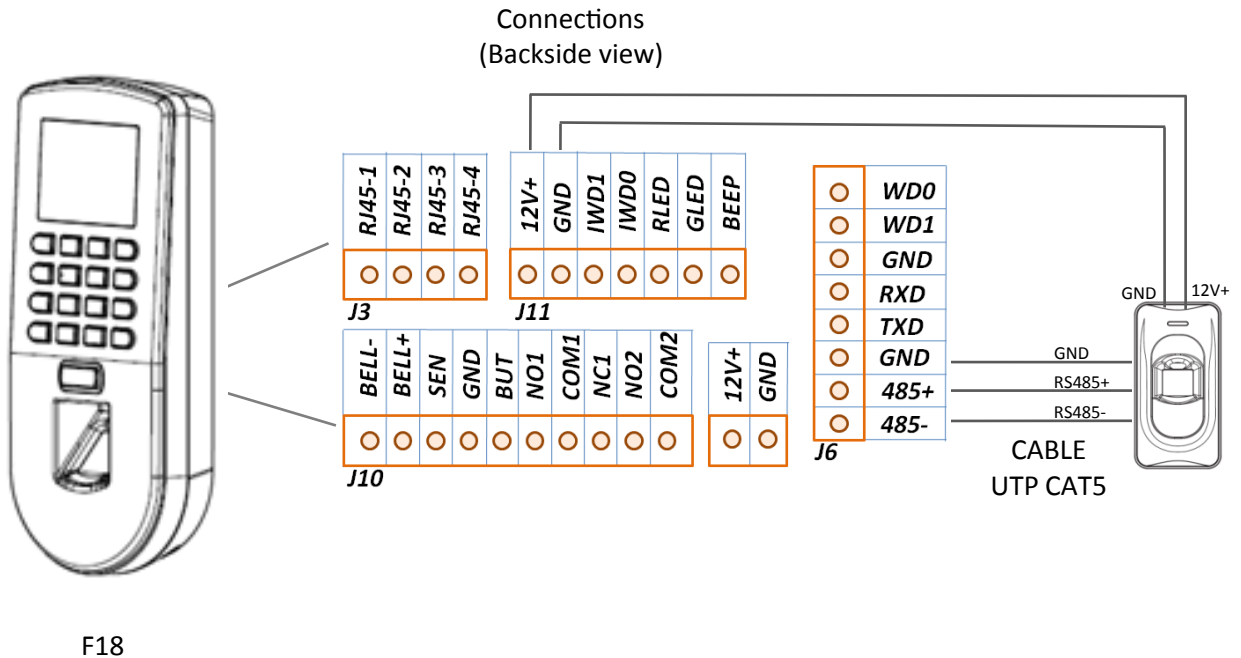 Connections
(Backside view)
RJ45-1
RJ45-2
RJ45-3
RJ45-4
J3
12V+
GND
IWD1
IWD0
RLED
GLED
BEEP
J11
BELL-
BELL+
SEN
GND
BUT
NO1
COM1
NC1
NO2
COM2
J10
12V+
GND
WD0
WD1
GND
RXD
TXD
GND
485+
485-
J6
GND
12V+
GND
RS485+
RS485-
CABLE
UTP CAT5
F18